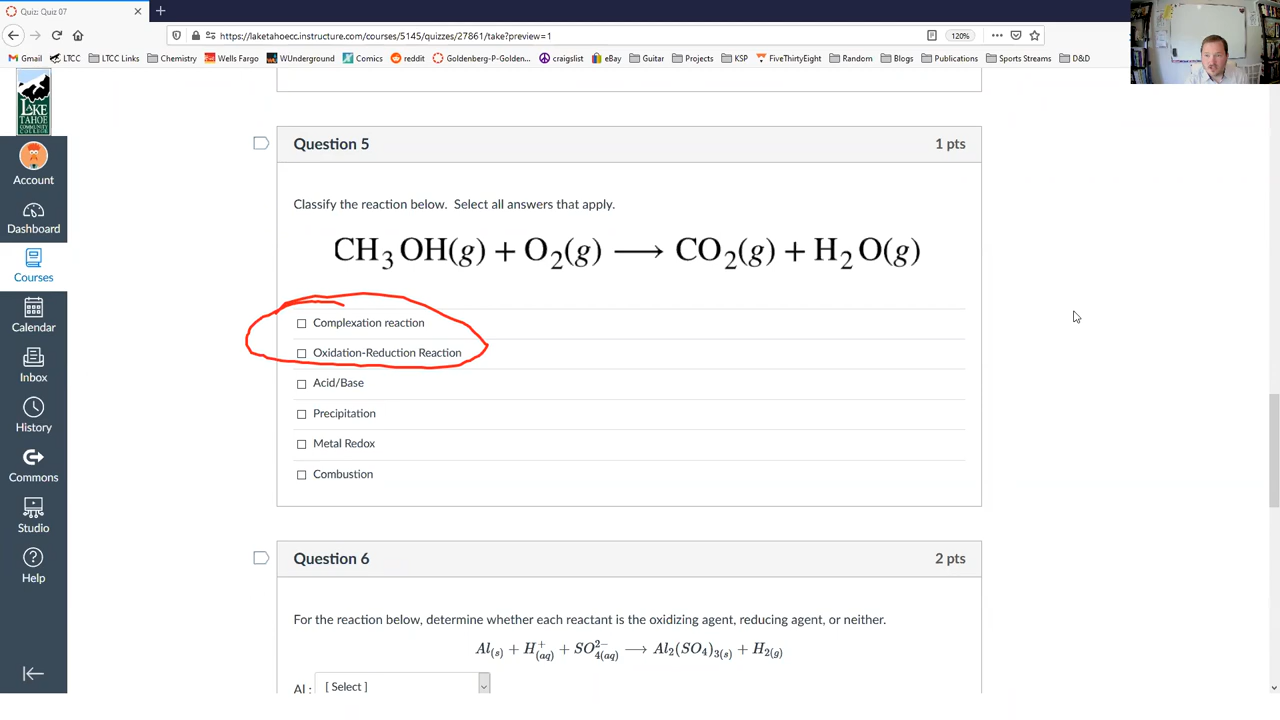 Quiz: Quiz 07
https://laketahoecc.instructure.com/courses/5145/quizzes/27861/take?preview=1
120%
Gmail LTCC LTCC Links Chemistry Wells Fargo WUnderground Comics reddit Goldenberg-P-Golden... craigslist eBay Guitar Projects KSP FiveThirtyEight Random Blogs Publications Sports Streams D&D
LAKE
TAHOE
COMMUNITY
COLLEGE
Account
Dashboard
Courses
Calendar
Inbox
History
Commons
Studio
Help
Question 5 1 pts
Classify the reaction below. Select all answers that apply.
CH₃OH(g) + O₂(g) ⟶ CO₂(g) + H₂O(g)
Complexation reaction
Oxidation-Reduction Reaction
Acid/Base
Precipitation
Metal Redox
Combustion
Question 6 2 pts
For the reaction below, determine whether each reactant is the oxidizing agent, reducing agent, or neither.
Al(s) + H⁺(aq) + SO₄²⁻(aq) ⟶ Al₂(SO₄)₃(s) + H₂(g)
Al : [ Select ]